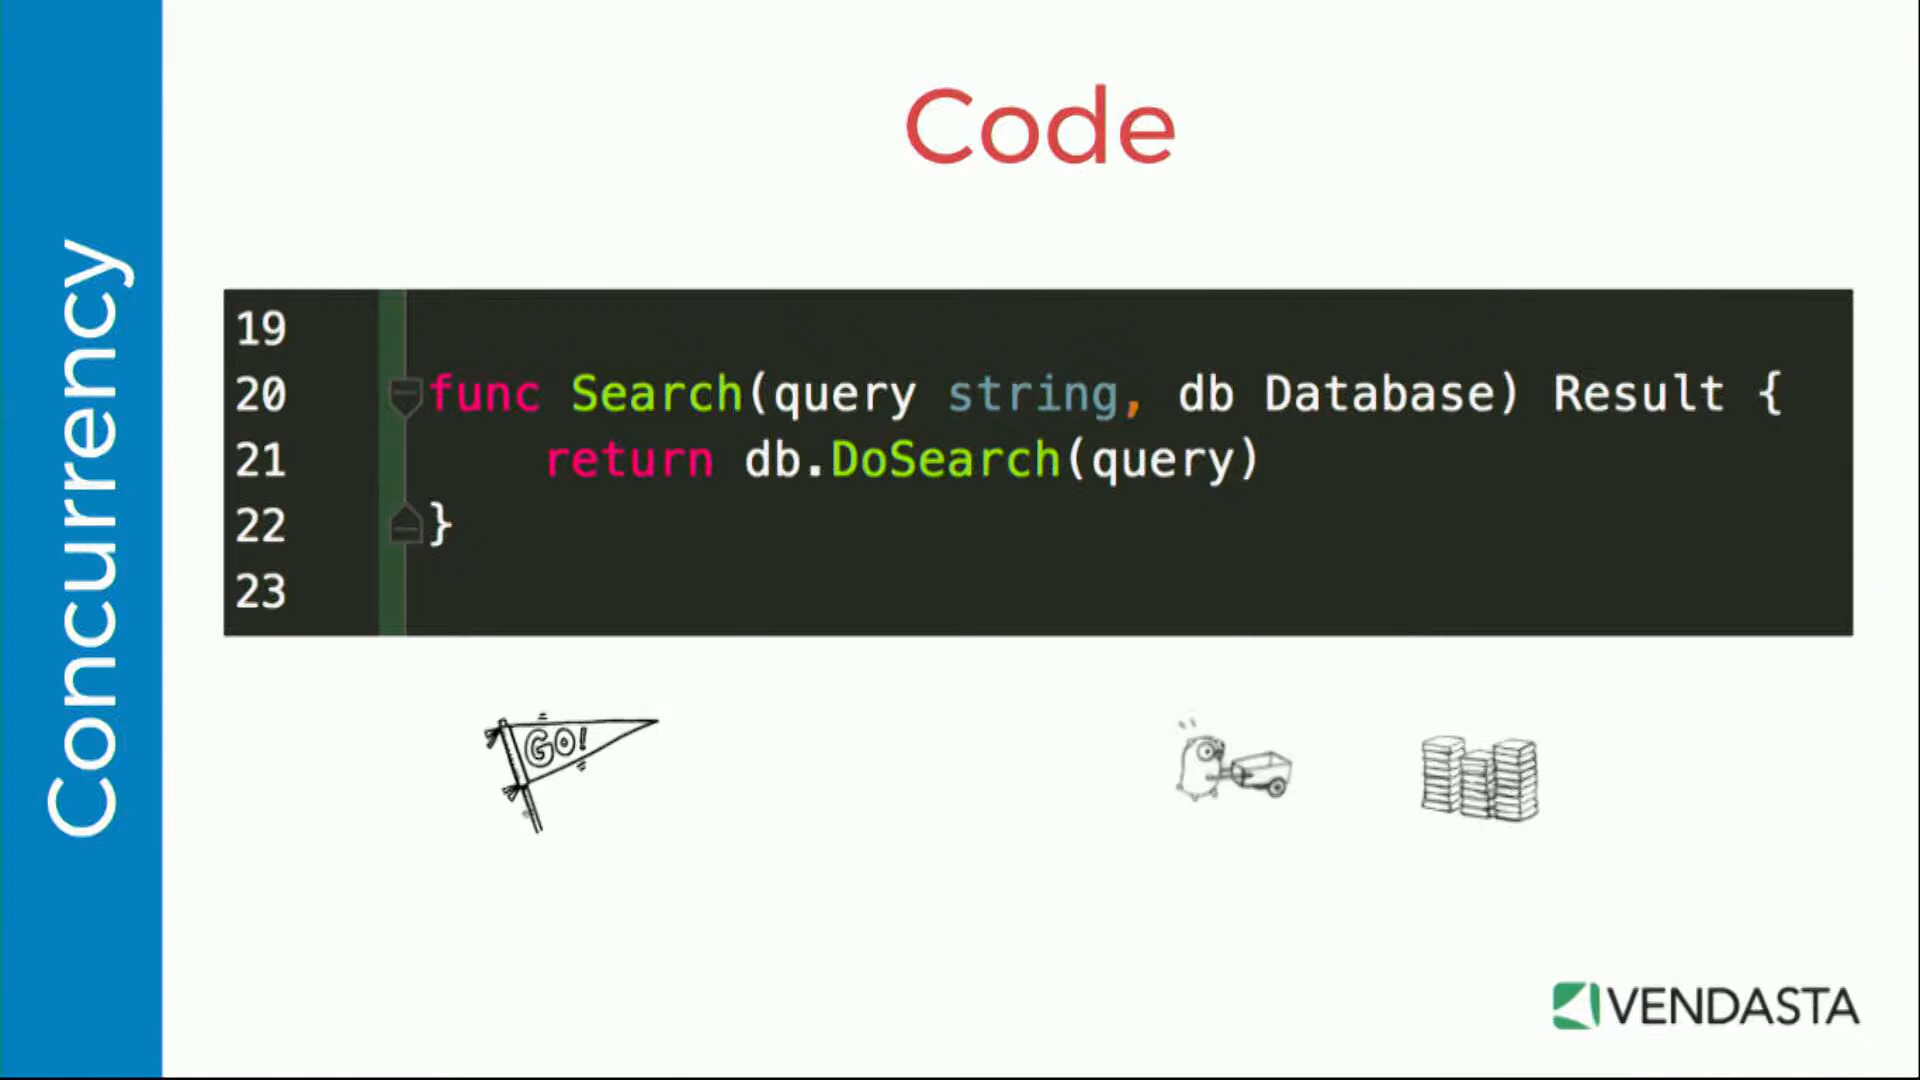 Concurrency
Code
19
20 func Search(query string, db Database) Result {
21 return db.DoSearch(query)
22 }
23
GO!
VENDASTA